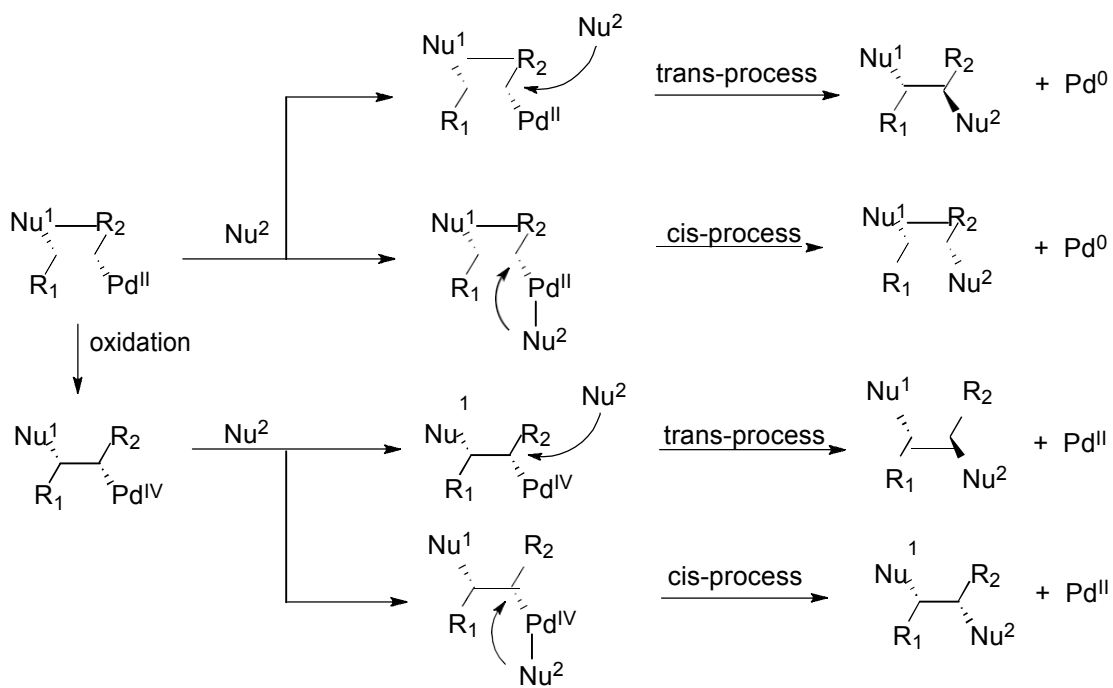 Nu²
Nu¹ R₂
trans-process
Nu¹ R₂
+ Pd⁰
R₁ Pdᴵᴵ
R₁ Nu²
Nu¹ R₂
Nu²
Nu¹ R₂
cis-process
Nu¹ R₂
+ Pd⁰
R₁ Pdᴵᴵ
R₁ Pdᴵᴵ
R₁ Nu²
Nu²
oxidation
Nu¹ R₂
Nu²
Nu 1 R₂
Nu²
trans-process
Nu¹ R₂
+ Pdᴵᴵ
R₁ Pdᴵⱽ
R₁ Pdᴵⱽ
R₁ Nu²
Nu¹ R₂
cis-process
Nu 1 R₂
+ Pdᴵᴵ
R₁ Pdᴵⱽ
R₁ Nu²
Nu²